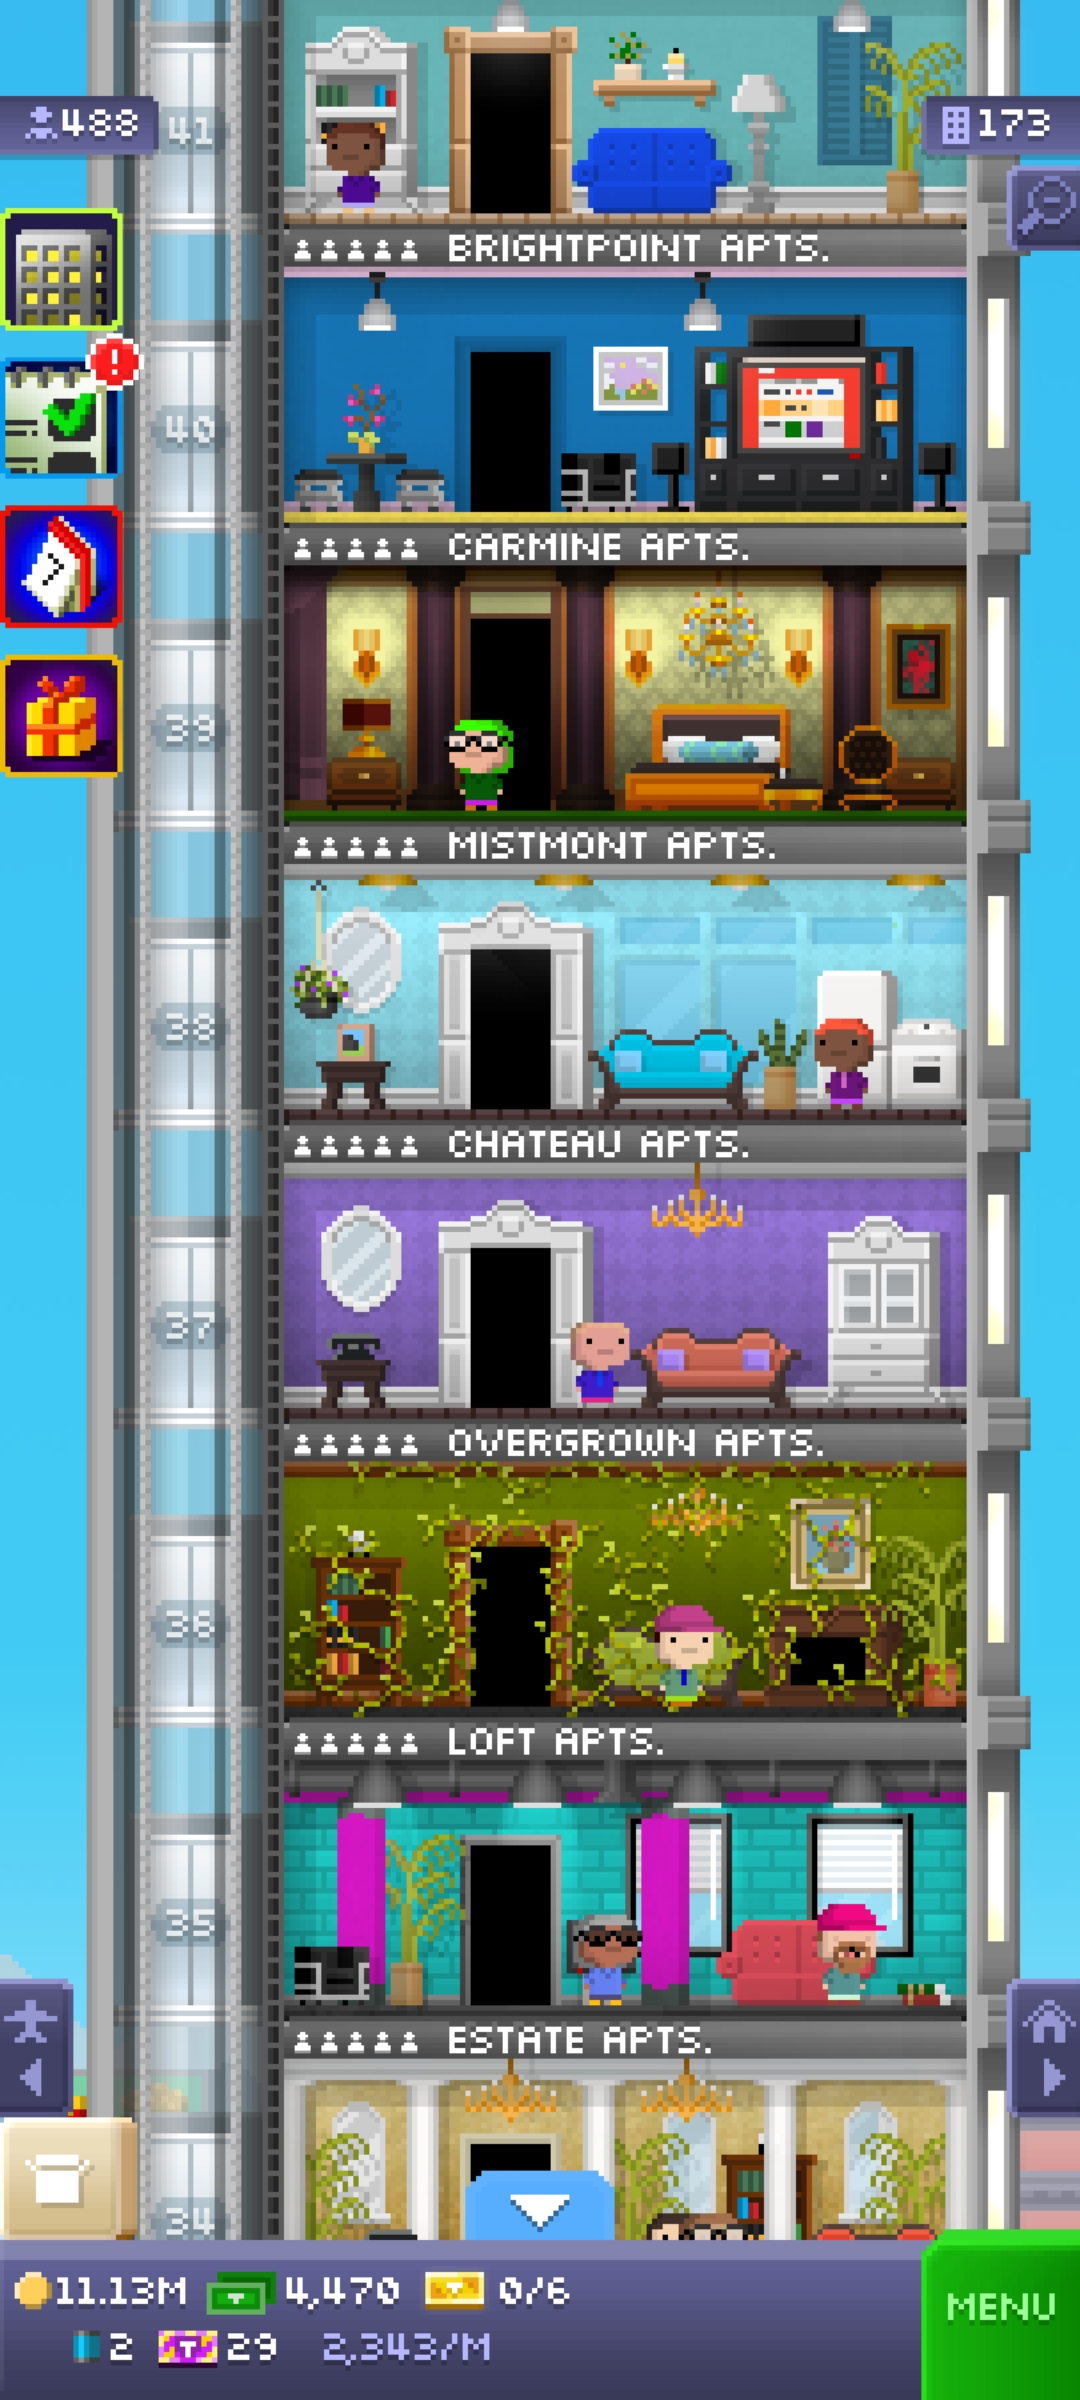 488
41
173
BRIGHTPOINT APTS.
40
CARMINE APTS.
39
MISTMONT APTS.
38
CHATEAU APTS.
37
OVERGROWN APTS.
36
LOFT APTS.
35
ESTATE APTS.
34
11.13M 4,470 0/6
MENU
2 29 2,343/M